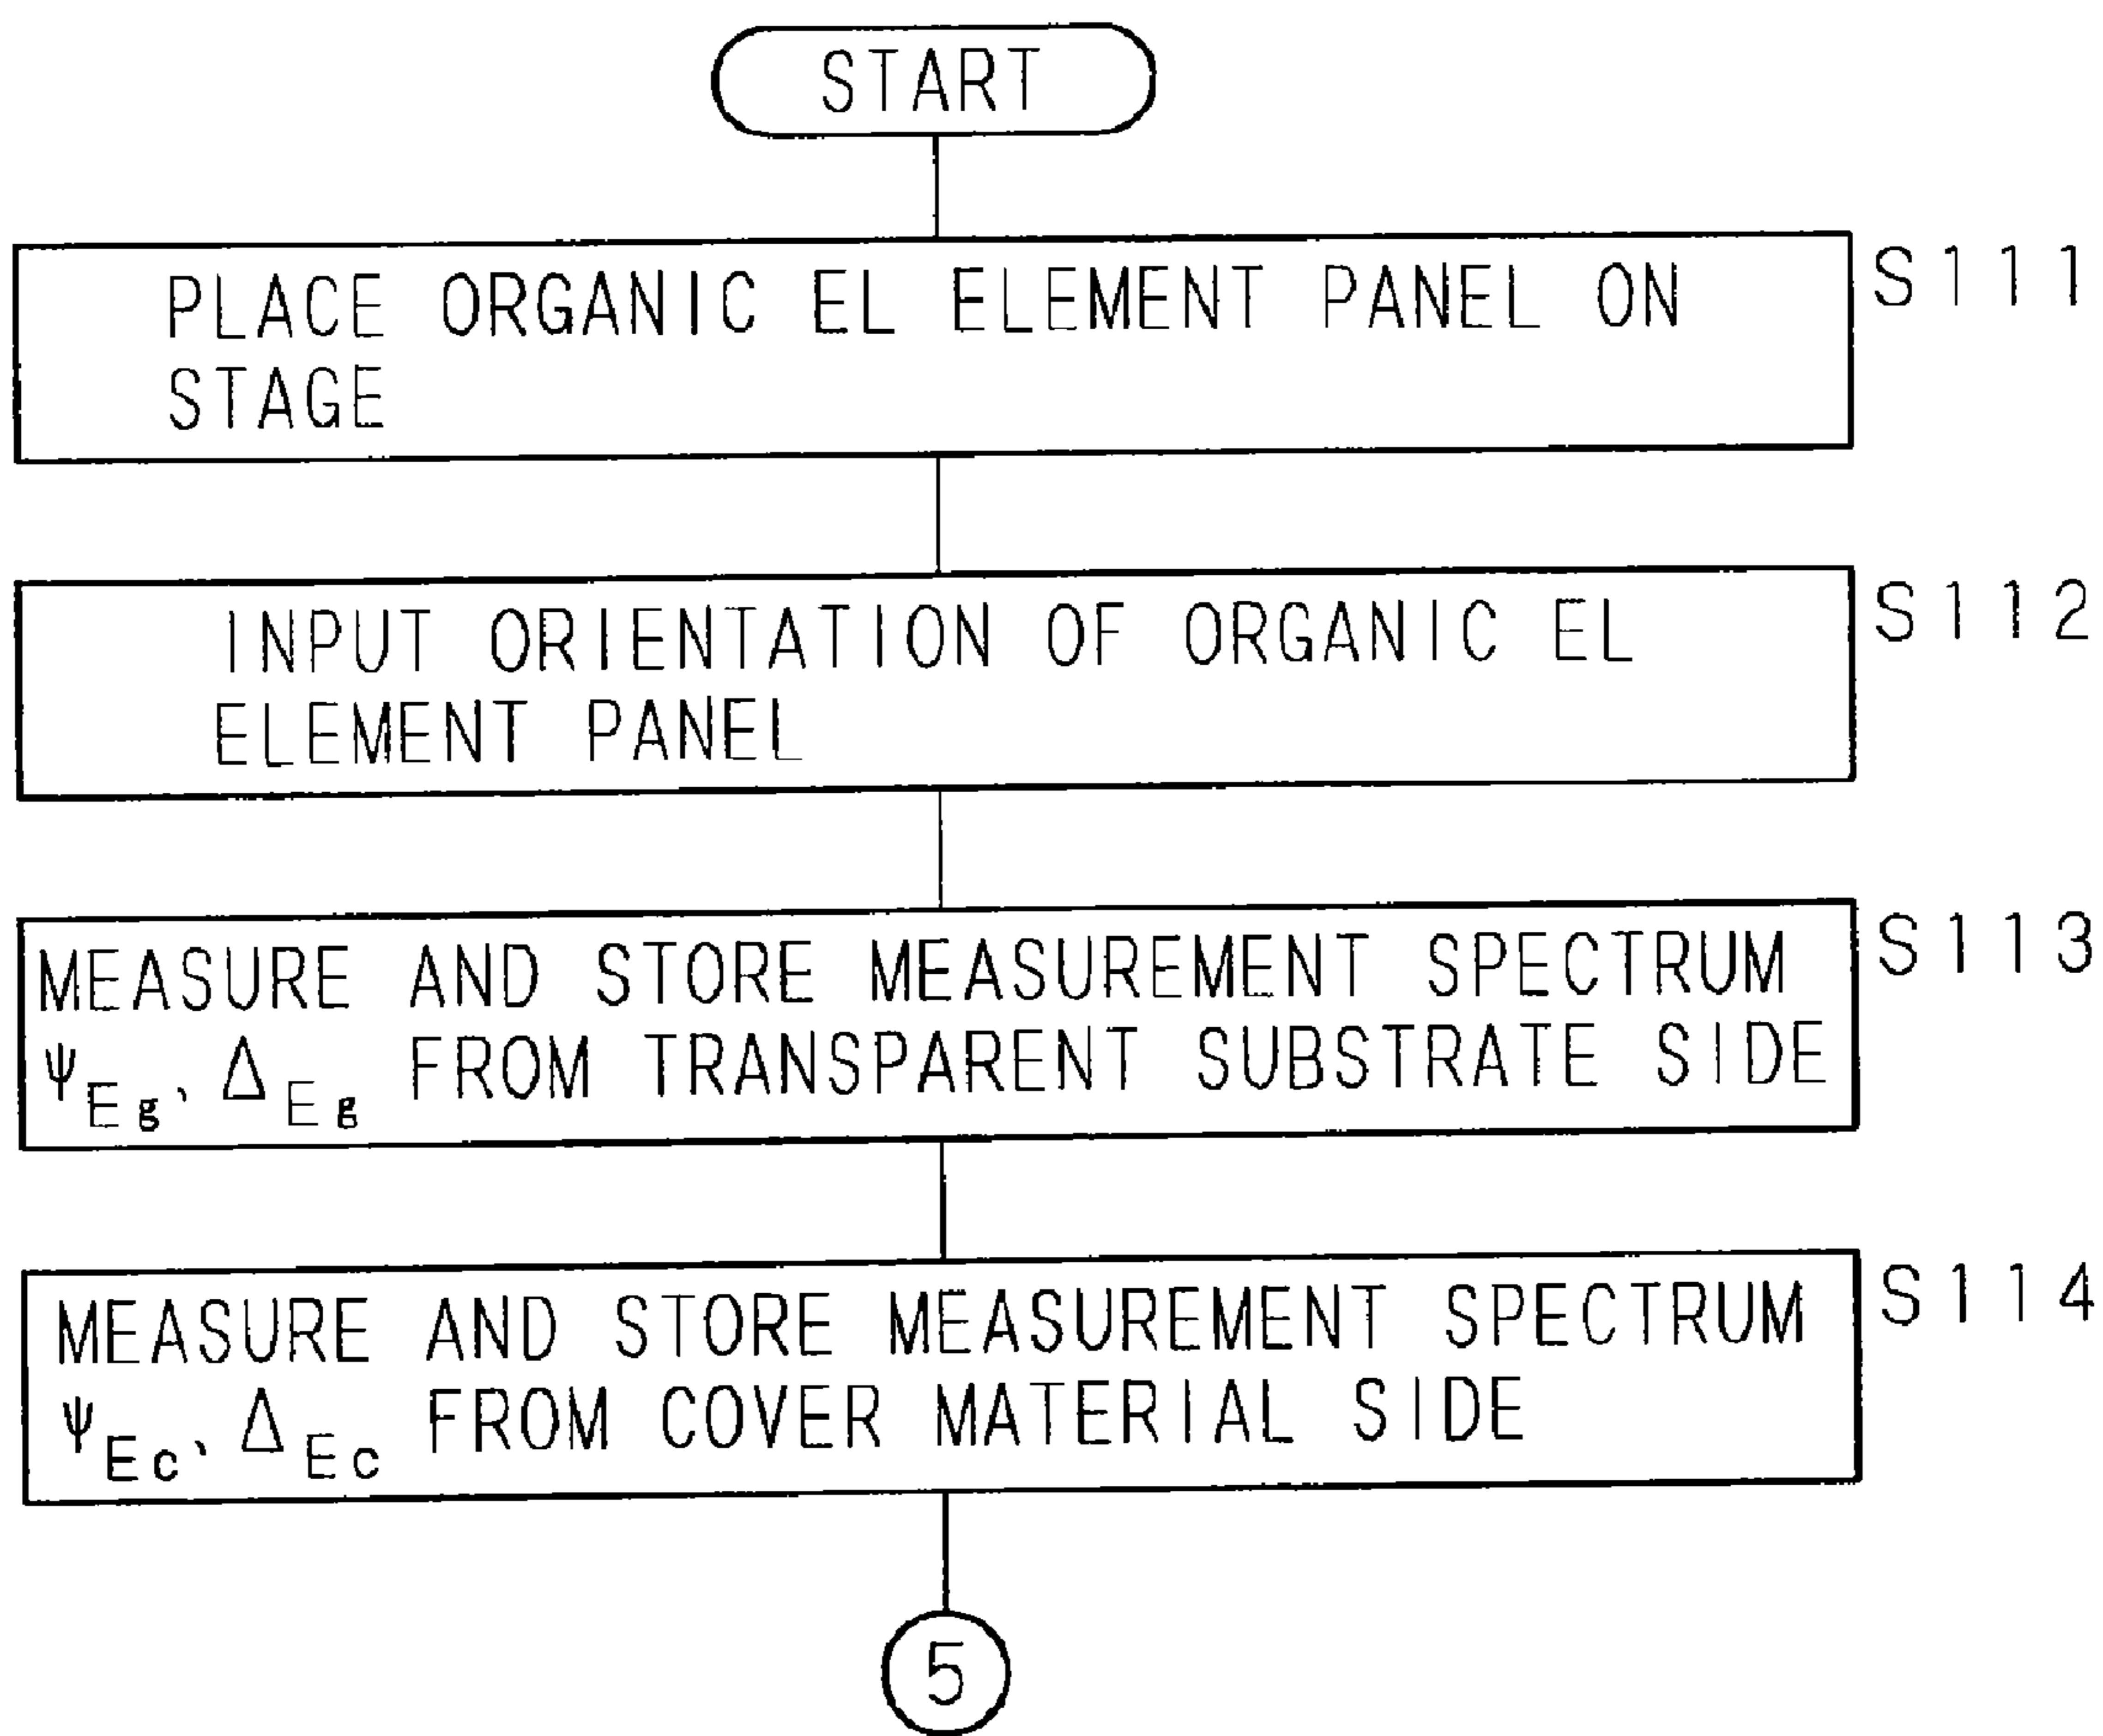 START
PLACE ORGANIC EL ELEMENT PANEL ON
STAGE
S111
INPUT ORIENTATION OF ORGANIC EL
ELEMENT PANEL
S112
MEASURE AND STORE MEASUREMENT SPECTRUM
ψEg、ΔEg FROM TRANSPARENT SUBSTRATE SIDE
S113
MEASURE AND STORE MEASUREMENT SPECTRUM
ψEc、ΔEc FROM COVER MATERIAL SIDE
S114
5